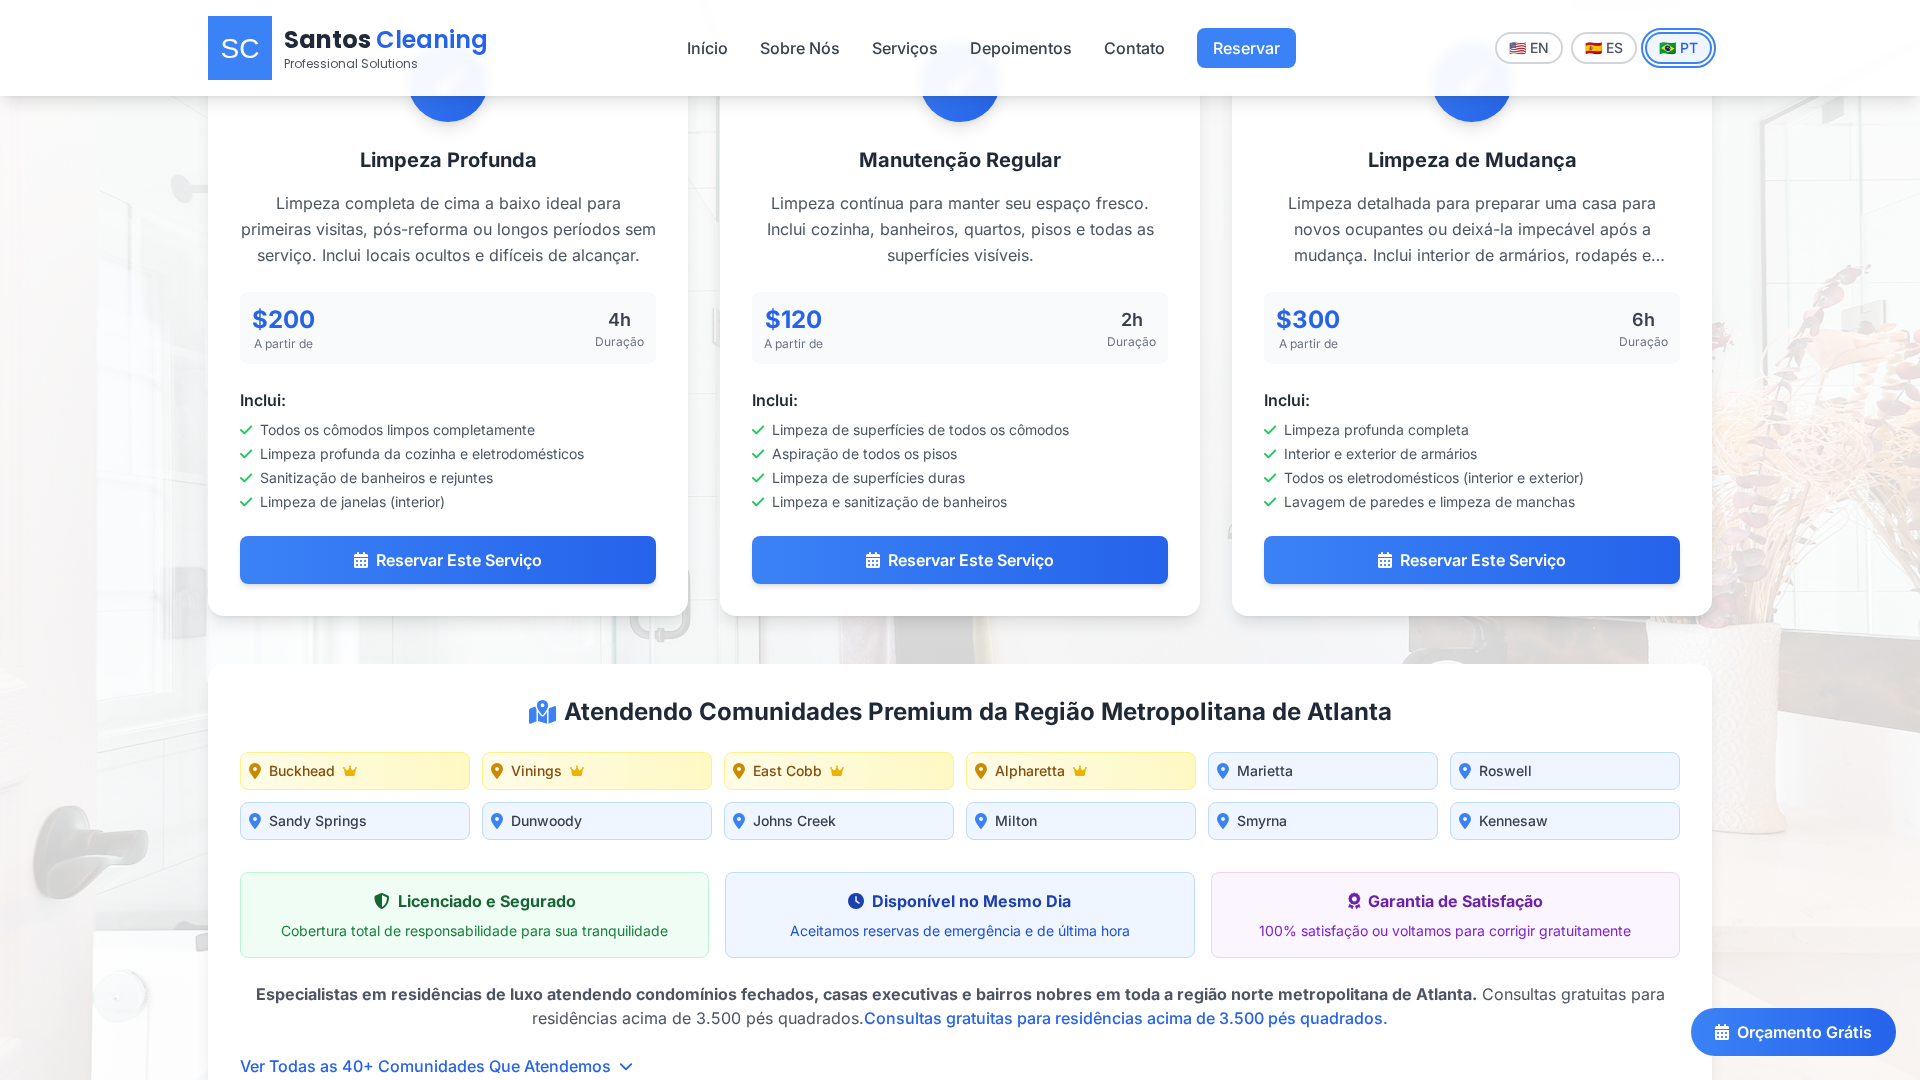 SC
Santos Cleaning
Professional Solutions
Início
Sobre Nós
Serviços
Depoimentos
Contato
Reservar
🇺🇸 EN
🇪🇸 ES
🇧🇷 PT
Limpeza Profunda
Limpeza completa de cima a baixo ideal para
primeiras visitas, pós-reforma ou longos períodos sem
serviço. Inclui locais ocultos e difíceis de alcançar.
$200
A partir de
4h
Duração
Inclui:
Todos os cômodos limpos completamente
Limpeza profunda da cozinha e eletrodomésticos
Sanitização de banheiros e rejuntes
Limpeza de janelas (interior)
Reservar Este Serviço
Manutenção Regular
Limpeza contínua para manter seu espaço fresco.
Inclui cozinha, banheiros, quartos, pisos e todas as
superfícies visíveis.
$120
A partir de
2h
Duração
Inclui:
Limpeza de superfícies de todos os cômodos
Aspiração de todos os pisos
Limpeza de superfícies duras
Limpeza e sanitização de banheiros
Reservar Este Serviço
Limpeza de Mudança
Limpeza detalhada para preparar uma casa para
novos ocupantes ou deixá-la impecável após a
mudança. Inclui interior de armários, rodapés e...
$300
A partir de
6h
Duração
Inclui:
Limpeza profunda completa
Interior e exterior de armários
Todos os eletrodomésticos (interior e exterior)
Lavagem de paredes e limpeza de manchas
Reservar Este Serviço
Atendendo Comunidades Premium da Região Metropolitana de Atlanta
Buckhead
Vinings
East Cobb
Alpharetta
Marietta
Roswell
Sandy Springs
Dunwoody
Johns Creek
Milton
Smyrna
Kennesaw
Licenciado e Segurado
Cobertura total de responsabilidade para sua tranquilidade
Disponível no Mesmo Dia
Aceitamos reservas de emergência e de última hora
Garantia de Satisfação
100% satisfação ou voltamos para corrigir gratuitamente
Especialistas em residências de luxo atendendo condomínios fechados, casas executivas e bairros nobres em toda a região norte metropolitana de Atlanta. Consultas gratuitas para
residências acima de 3.500 pés quadrados.Consultas gratuitas para residências acima de 3.500 pés quadrados.
Ver Todas as 40+ Comunidades Que Atendemos
Orçamento Grátis